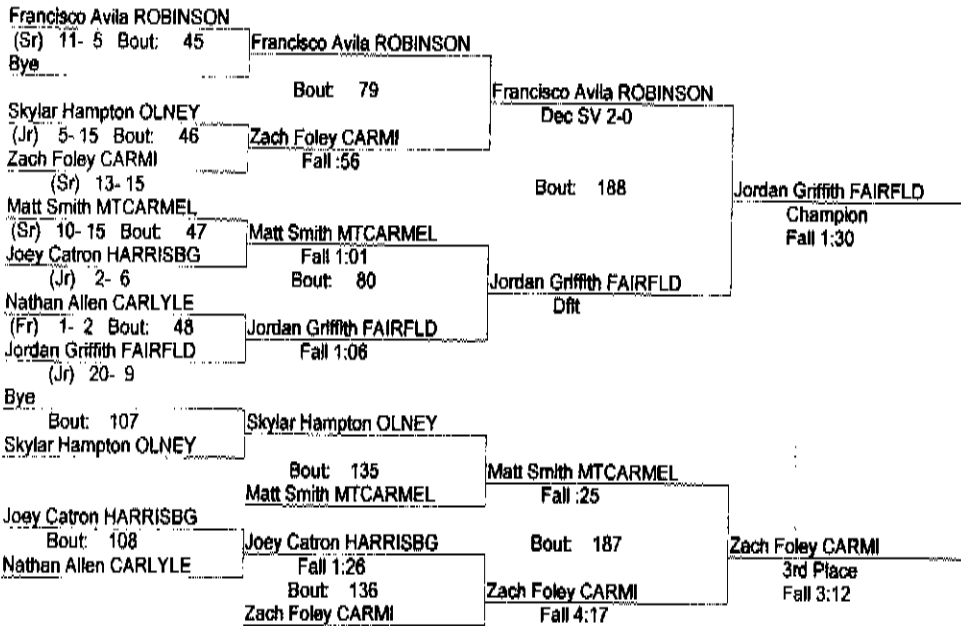 Francisco Avila ROBINSON
(Sr) 11- 5 Bout: 45
Bye
Francisco Avila ROBINSON
Bout: 79
Skylar Hampton OLNEY
(Jr) 5- 15 Bout: 46
Zach Foley CARMI
(Sr) 13- 15
Zach Foley CARMI
Fall :56
Francisco Avila ROBINSON
Dec SV 2-0
Bout: 188
Matt Smith MTCARMEL
(Sr) 10- 15 Bout: 47
Joey Catron HARRISBG
(Jr) 2- 6
Matt Smith MTCARMEL
Fall 1:01
Bout: 80
Nathan Allen CARLYLE
(Fr) 1- 2 Bout: 48
Jordan Griffith FAIRFLD
(Jr) 20- 9
Jordan Griffith FAIRFLD
Fall 1:06
Jordan Griffith FAIRFLD
Dflt
Jordan Griffith FAIRFLD
Champion
Fall 1:30
Bye
Bout: 107
Skylar Hampton OLNEY
Skylar Hampton OLNEY
Bout: 135
Matt Smith MTCARMEL
Matt Smith MTCARMEL
Fall :25
Bout: 187
Joey Catron HARRISBG
Bout: 108
Nathan Allen CARLYLE
Joey Catron HARRISBG
Fall 1:26
Bout: 136
Zach Foley CARMI
Zach Foley CARMI
Fall 4:17
Zach Foley CARMI
3rd Place
Fall 3:12